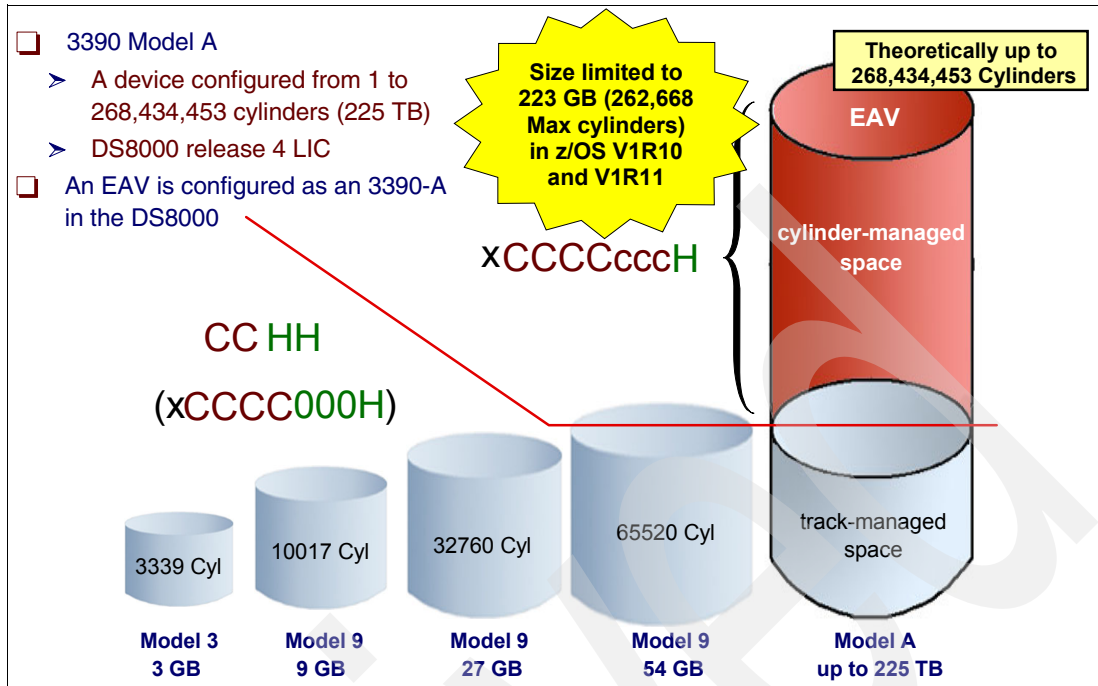 3390 Model A
A device configured from 1 to
268,434,453 cylinders (225 TB)
DS8000 release 4 LIC
An EAV is configured as an 3390-A
in the DS8000
Size limited to
223 GB (262,668
Max cylinders)
in z/OS V1R10
and V1R11
Theoretically up to
268,434,453 Cylinders
EAV
cylinder-managed
space
xCCCCcccH
CC HH
(xCCCC000H)
3339 Cyl
10017 Cyl
32760 Cyl
65520 Cyl
track-managed
space
Model 3
3 GB
Model 9
9 GB
Model 9
27 GB
Model 9
54 GB
Model A
up to 225 TB